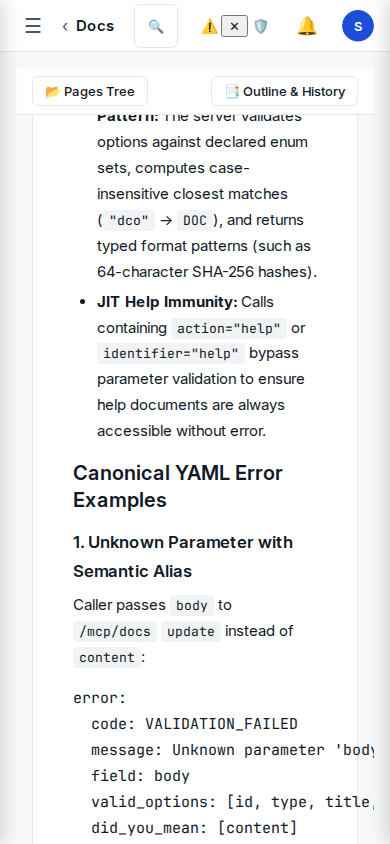 ☰ ‹ Docs 🔍 ⚠️ ✕ 🛡️ 🔔 S
📂 Pages Tree 📑 Outline & History
Pattern: The server validates
options against declared enum
sets, computes case-
insensitive closest matches
("dco" → DOC), and returns
typed format patterns (such as
64-character SHA-256 hashes).
• JIT Help Immunity: Calls
containing action="help" or
identifier="help" bypass
parameter validation to ensure
help documents are always
accessible without error.
Canonical YAML Error
Examples
1. Unknown Parameter with
Semantic Alias
Caller passes body to
/mcp/docs update instead of
content:
error:
  code: VALIDATION_FAILED
  message: Unknown parameter 'body
  field: body
  valid_options: [id, type, title,
  did_you_mean: [content]